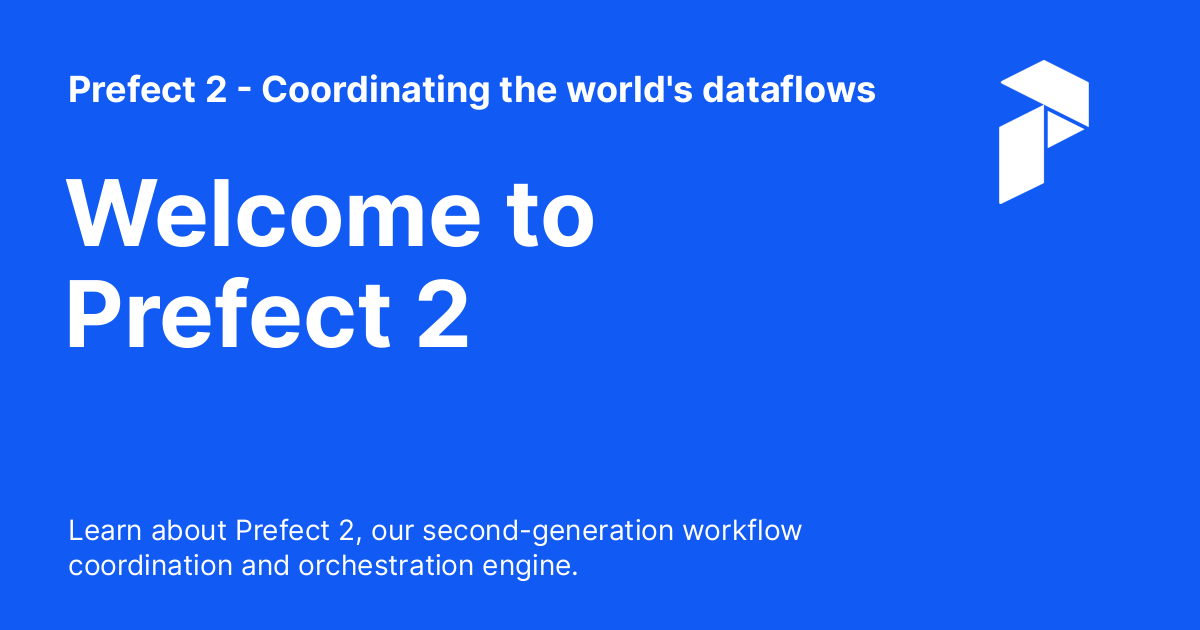 Prefect 2 - Coordinating the world's dataflows
Welcome to
Prefect 2
Learn about Prefect 2, our second-generation workflow
coordination and orchestration engine.